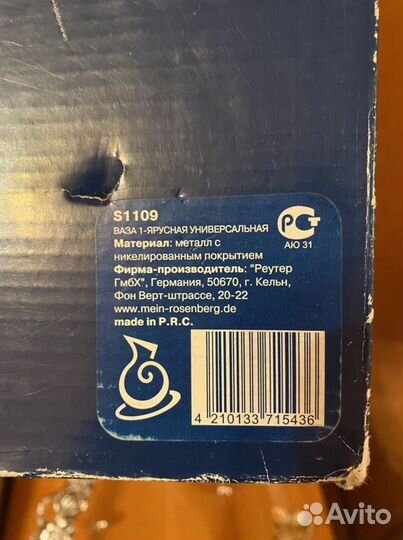 S1109
ВАЗА 1-ЯРУСНАЯ УНИВЕРСАЛЬНАЯ
Материал: металл с
никелированным покрытием
Фирма-производитель: "Реутер
ГмбХ", Германия, 50670, г. Кельн,
Фон Верт-штрассе, 20-22
www.mein-rosenberg.de
made in P.R.C.
РСТ
АЮ 31
4 210133 715436
Avito